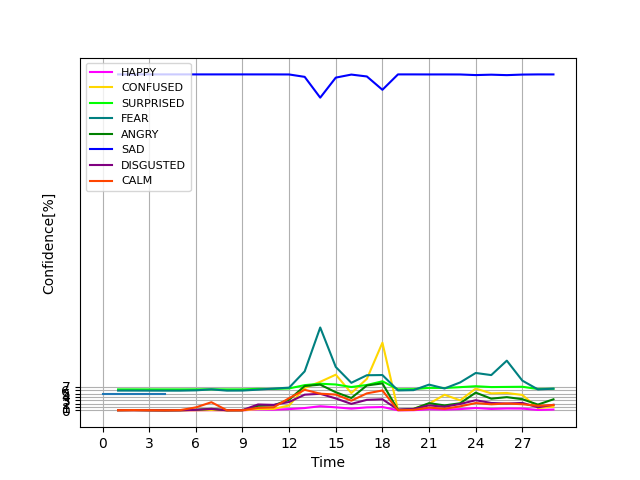 HAPPY
CONFUSED
SURPRISED
FEAR
ANGRY
SAD
DISGUSTED
CALM
Confidence[%]
7
0 3 6 9 12 15 18 21 24 27
Time